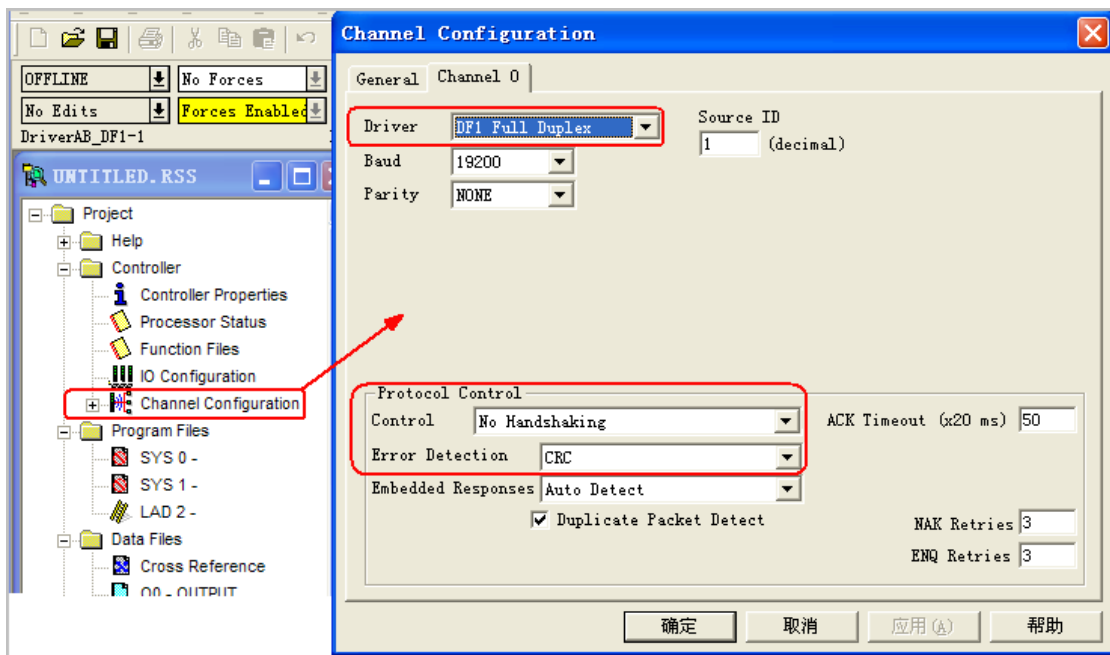 OFFLINE
No Forces
No Edits
Forces Enabled
DriverAB_DF1-1
UNTITLED.RSS
Project
Help
Controller
Controller Properties
Processor Status
Function Files
IO Configuration
Channel Configuration
Program Files
SYS 0 -
SYS 1 -
LAD 2 -
Data Files
Cross Reference
O0 - OUTPUT
Channel Configuration
General
Channel 0
Driver
DF1 Full Duplex
Source ID
1
(decimal)
Baud
19200
Parity
NONE
Protocol Control
Control
No Handshaking
ACK Timeout (x20 ms)
50
Error Detection
CRC
Embedded Responses
Auto Detect
Duplicate Packet Detect
NAK Retries
3
ENQ Retries
3
确定
取消
应用(A)
帮助